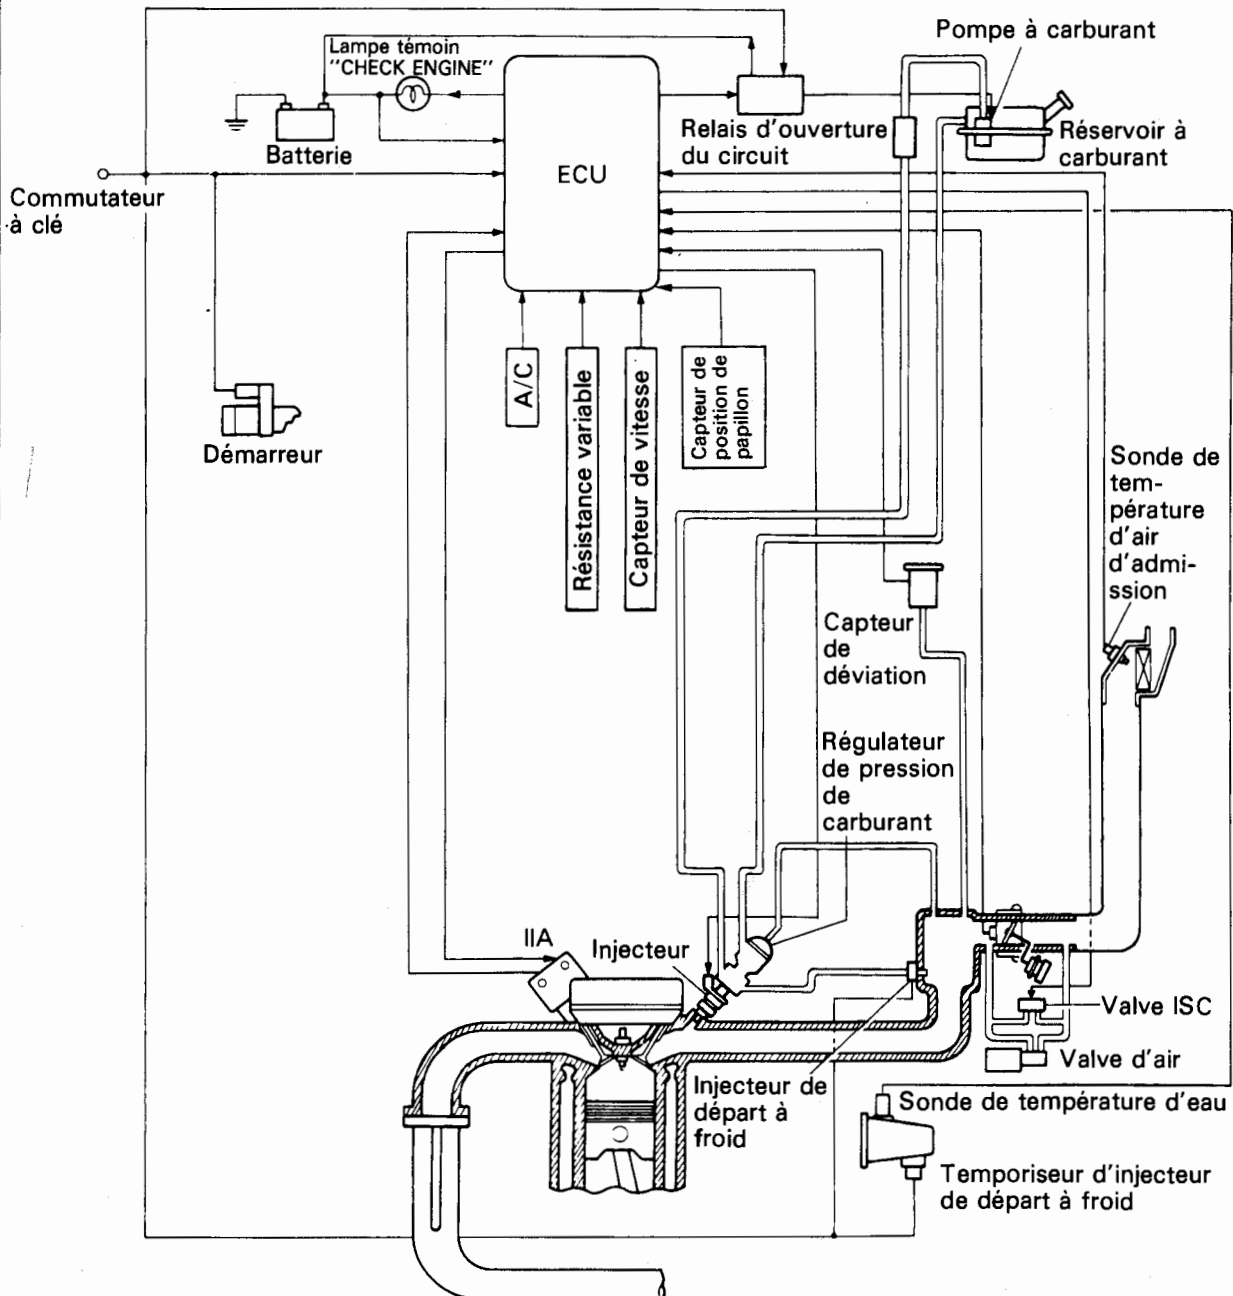 Pompe à carburant
Lampe témoin
"CHECK ENGINE"
Batterie
ECU
Relais d'ouverture
du circuit
Réservoir à
carburant
Commutateur
à clé
Démarreur
A/C
Résistance variable
Capteur de vitesse
Capteur de
position de
papillon
Sonde de
tem-
pérature
d'air
d'admi-
ssion
Capteur
de
déviation
Régulateur
de pression
de
carburant
IIA
Injecteur
Valve ISC
Valve d'air
Injecteur de
départ à
froid
Sonde de température d'eau
Temporiseur d'injecteur
de départ à froid